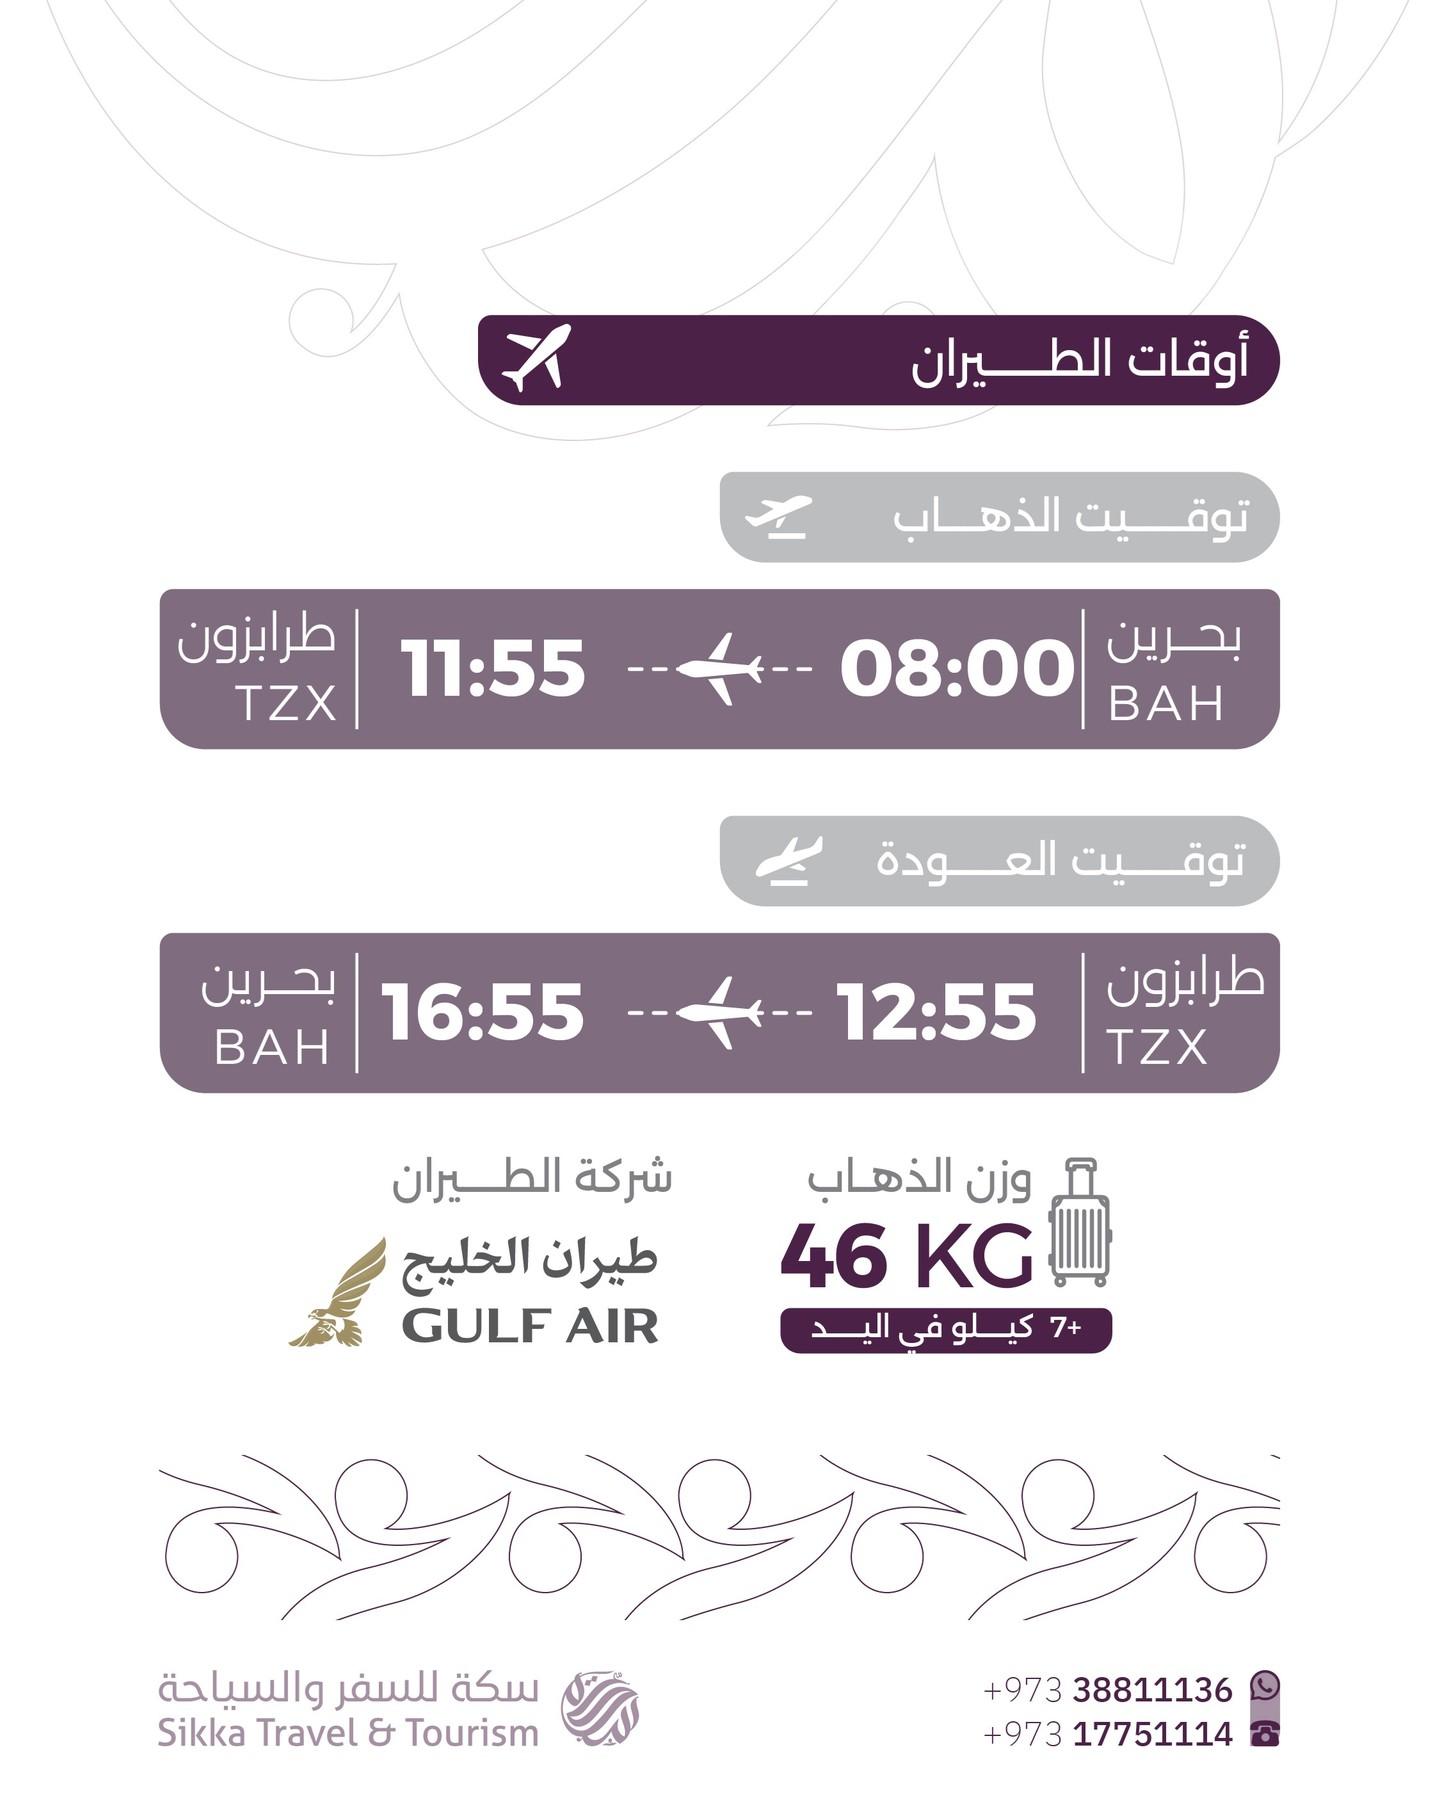 أوقات الطيران
توقيت الذهاب
بحرين
BAH
08:00
11:55
طرابزون
TZX
توقيت العودة
طرابزون
TZX
12:55
16:55
بحرين
BAH
وزن الذهاب
46 KG
+7 كيلو في اليد
شركة الطيران
طيران الخليج
GULF AIR
+973 38811136
+973 17751114
سكة للسفر والسياحة
Sikka Travel & Tourism